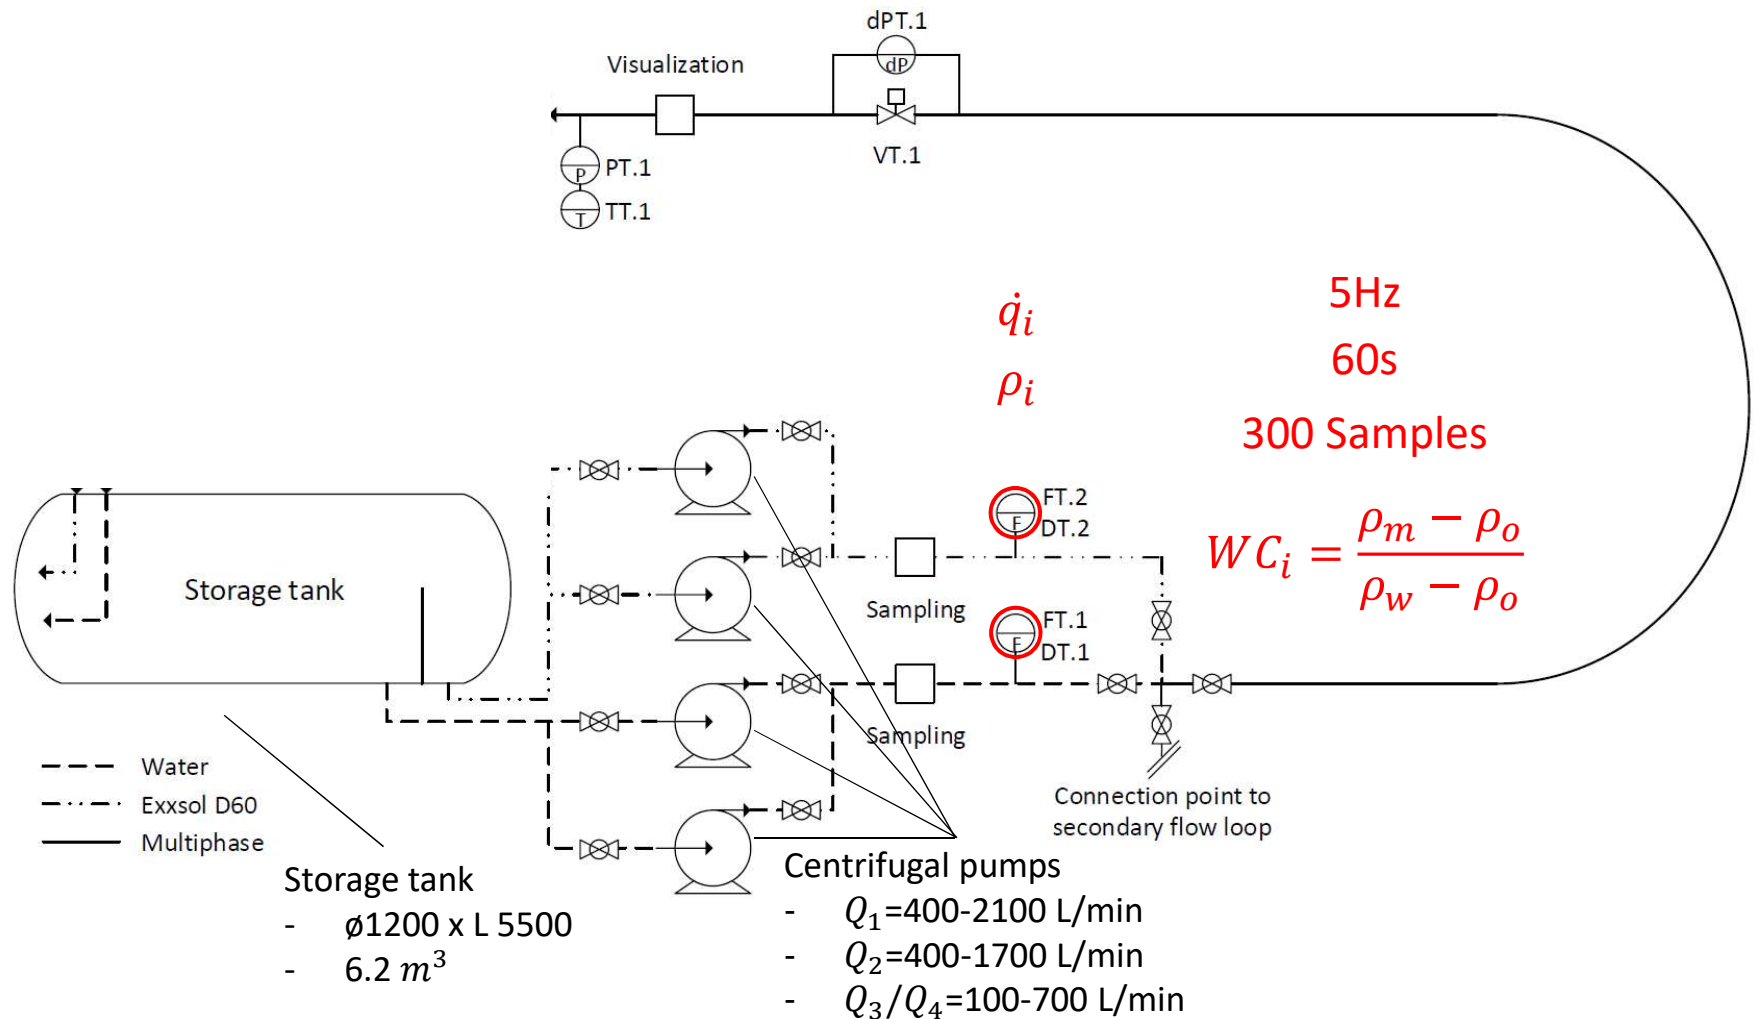 dPT.1
dP
Visualization
VT.1
P
PT.1
T
TT.1
q̇ᵢ
ρᵢ
5Hz
60s
300 Samples
WCᵢ = (ρₘ − ρₒ) / (ρ_w − ρₒ)
F
FT.2
DT.2
Sampling
F
FT.1
DT.1
Sampling
Storage tank
Connection point to
secondary flow loop
Water
Exxsol D60
Multiphase
Storage tank
- ø1200 x L 5500
- 6.2 m³
Centrifugal pumps
- Q₁=400-2100 L/min
- Q₂=400-1700 L/min
- Q₃/Q₄=100-700 L/min